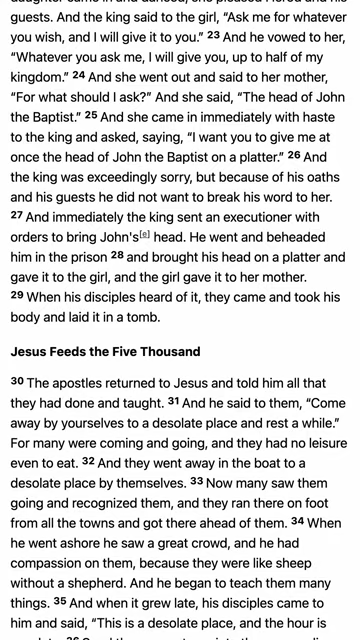 daughter came in and danced, she pleased Herod and his
guests. And the king said to the girl, “Ask me for whatever
you wish, and I will give it to you.” 23 And he vowed to her,
“Whatever you ask me, I will give you, up to half of my
kingdom.” 24 And she went out and said to her mother,
“For what should I ask?” And she said, “The head of John
the Baptist.” 25 And she came in immediately with haste
to the king and asked, saying, “I want you to give me at
once the head of John the Baptist on a platter.” 26 And
the king was exceedingly sorry, but because of his oaths
and his guests he did not want to break his word to her.
27 And immediately the king sent an executioner with
orders to bring John's[e] head. He went and beheaded
him in the prison 28 and brought his head on a platter and
gave it to the girl, and the girl gave it to her mother.
29 When his disciples heard of it, they came and took his
body and laid it in a tomb.
Jesus Feeds the Five Thousand
30 The apostles returned to Jesus and told him all that
they had done and taught. 31 And he said to them, “Come
away by yourselves to a desolate place and rest a while.”
For many were coming and going, and they had no leisure
even to eat. 32 And they went away in the boat to a
desolate place by themselves. 33 Now many saw them
going and recognized them, and they ran there on foot
from all the towns and got there ahead of them. 34 When
he went ashore he saw a great crowd, and he had
compassion on them, because they were like sheep
without a shepherd. And he began to teach them many
things. 35 And when it grew late, his disciples came to
him and said, “This is a desolate place, and the hour is